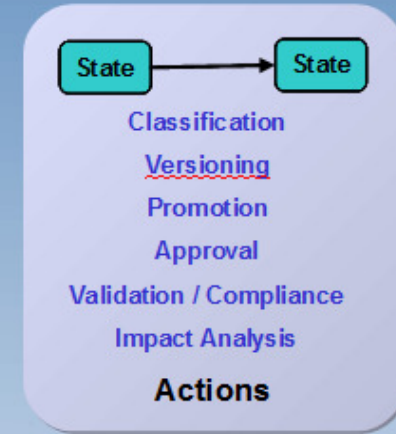 State State
Classification
Versioning
Promotion
Approval
Validation / Compliance
Impact Analysis
Actions